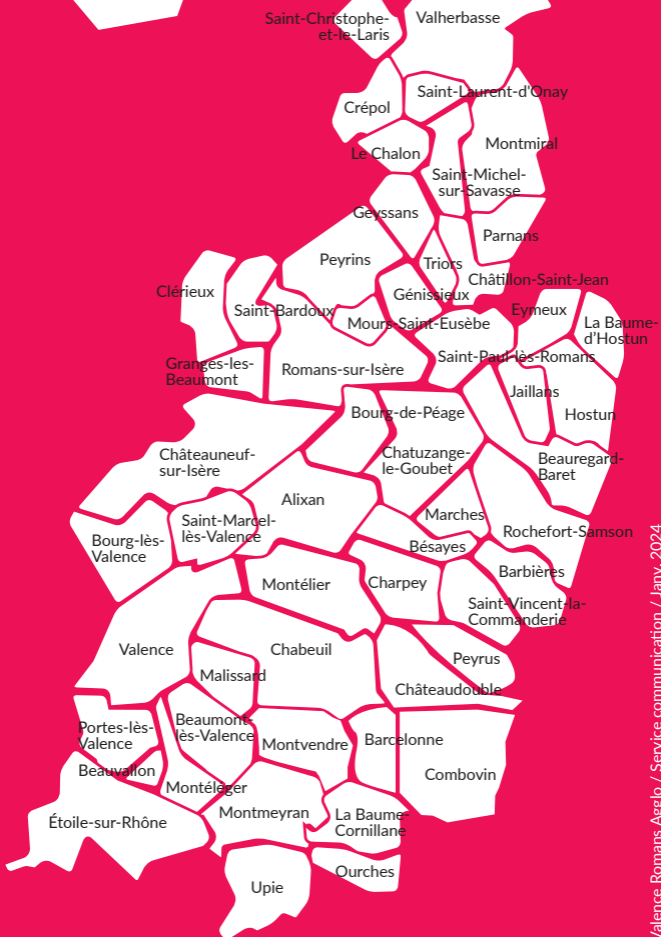 Saint-Christophe-
et-le-Laris
Valherbasse
Saint-Laurent-d'Onay
Crépol
Montmiral
Le Chalon
Saint-Michel-
sur-Savasse
Geyssans
Parnans
Peyrins
Triors
Châtillon-Saint-Jean
Clérieux
Génissieux
Saint-Bardoux
Eymeux
Mours-Saint-Eusèbe
La Baume-
d'Hostun
Saint-Paul-lès-Romans
Granges-les-
Beaumont
Romans-sur-Isère
Jaillans
Bourg-de-Péage
Hostun
Châteauneuf-
sur-Isère
Chatuzange-
le-Goubet
Beauregard-
Baret
Alixan
Marches
Saint-Marcel-
lès-Valence
Rochefort-Samson
Bourg-lès-
Valence
Bésayes
Barbières
Montélier
Charpey
Saint-Vincent-la-
Commanderie
Valence
Chabeuil
Peyrus
Malissard
Châteaudouble
Beaumont-
lès-Valence
Portes-lès-
Valence
Montvendre
Barcelonne
Beauvallon
Combovin
Montéléger
Montmeyran
La Baume-
Cornillane
Étoile-sur-Rhône
Ourches
Upie
Valence Romans Agglo / Service communication / Janv. 2024